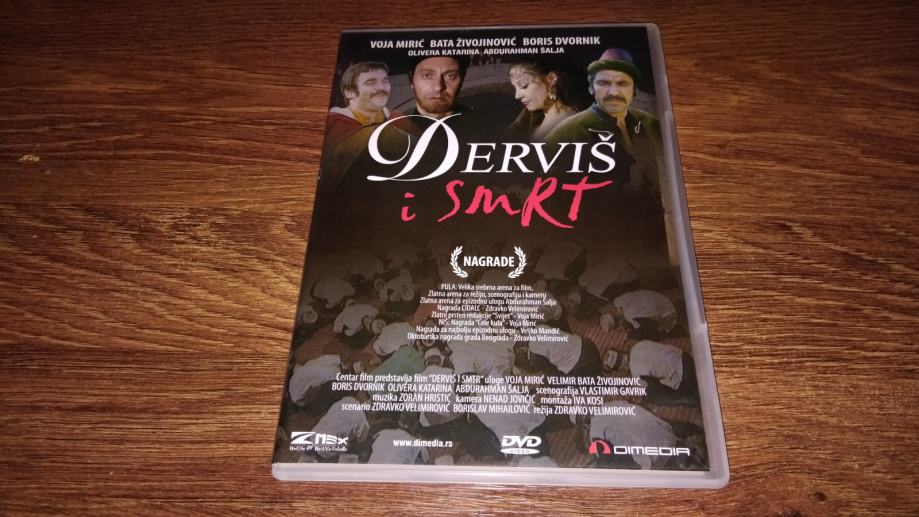 VOJA MIRIĆ BATA ŽIVOJINOVIĆ BORIS DVORNIK
OLIVERA KATARINA ABDURAHMAN ŠALJA
DERVIŠ
i SMRT
NAGRADE
PULA: Velika srebrna arena za film,
Zlatna arena za režiju, scenografiju i kameru
Zlatna arena za epizodnu ulogu Abdurahman Šalja
Nagrada CIDALC - Zdravko Velimirović
Zlatni prsten redakcije "Svijet" - Voja Mirić
NIŠ: Nagrada "Ćele kula" - Voja Mirić
Nagrada za najbolju epizodnu ulogu - Veljko Mandić
Oktobarska nagrada grada Beograda - Zdravko Velimirović
Centar film predstavlja film "DERVIŠ I SMTR" uloge VOJA MIRIĆ VELIMIR BATA ŽIVOJINOVIĆ
BORIS DVORNIK OLIVERA KATARINA ABDURAHMAN ŠALJA scenografija VLASTIMIR GAVRIK
muzika ZORAN HRISTIĆ kamera NENAD JOVIČIĆ montaža IVA KOSI
scenario ZDRAVKO VELIMIROVIĆ BORISLAV MIHAILOVIĆ režija ZDRAVKO VELIMIROVIĆ
www.dimedia.rs
DVD
VIDEO
DIMEDIA